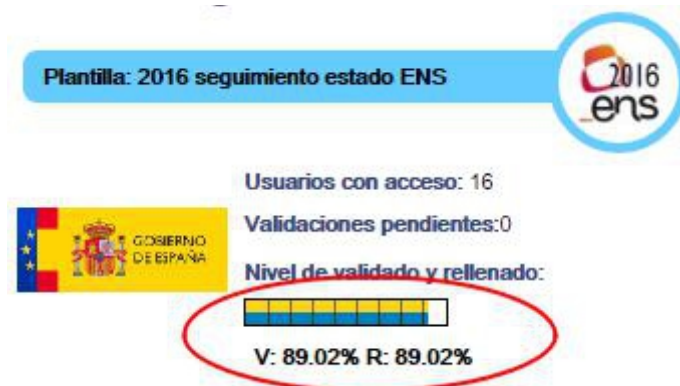 Plantilla: 2016 seguimiento estado ENS
2016
_ens
Usuarios con acceso: 16
Validaciones pendientes:0
GOBIERNO
DE ESPAÑA
Nivel de validado y rellenado:
V: 89.02% R: 89.02%